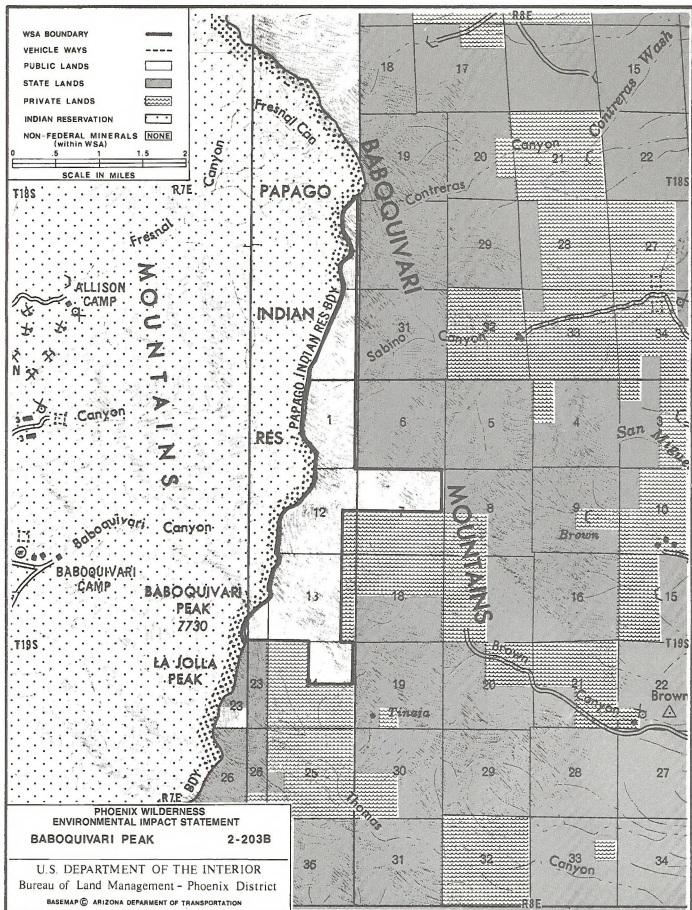 WSA BOUNDARY
VEHICLE WAYS
PUBLIC LANDS
STATE LANDS
PRIVATE LANDS
INDIAN RESERVATION
NON-FEDERAL MINERALS NONE
(within WSA)
0 1 1.5 2
SCALE IN MILES
R8E
18 17 15
Contreras Wash
Fresnal Can
Canyon
19 20 Canyon 21 22
T18S R.7E T18S
PAPAGO
BABOQUIVARI
Contreras
Fresnal
29 28 27
MOUNTAINS
ALLISON
CAMP
INDIAN
PAPAGO INDIAN RES BDY
31 32 33 34
Sabino Canyon
N
Canyon
RES
1 6 5 4 3
San Migue
12 7 8 9 10
MOUNTAINS
Brown
Baboquivari Canyon
BABOQUIVARI
CAMP
BABOQUIVARI
PEAK
7730
13 18 16 15
T19S T19S
LA JOLLA
PEAK
Brown
23 19 20 21 22
Canyon Brown
23
Tinaja
26 26 25 30 29 28 27
BDY
R7E
Thomas
36 31 32 33 34
Canyon
R8E
PHOENIX WILDERNESS
ENVIRONMENTAL IMPACT STATEMENT
BABOQUIVARI PEAK 2-203B
U.S. DEPARTMENT OF THE INTERIOR
Bureau of Land Management - Phoenix District
BASEMAP © ARIZONA DEPARMENT OF TRANSPORTATION